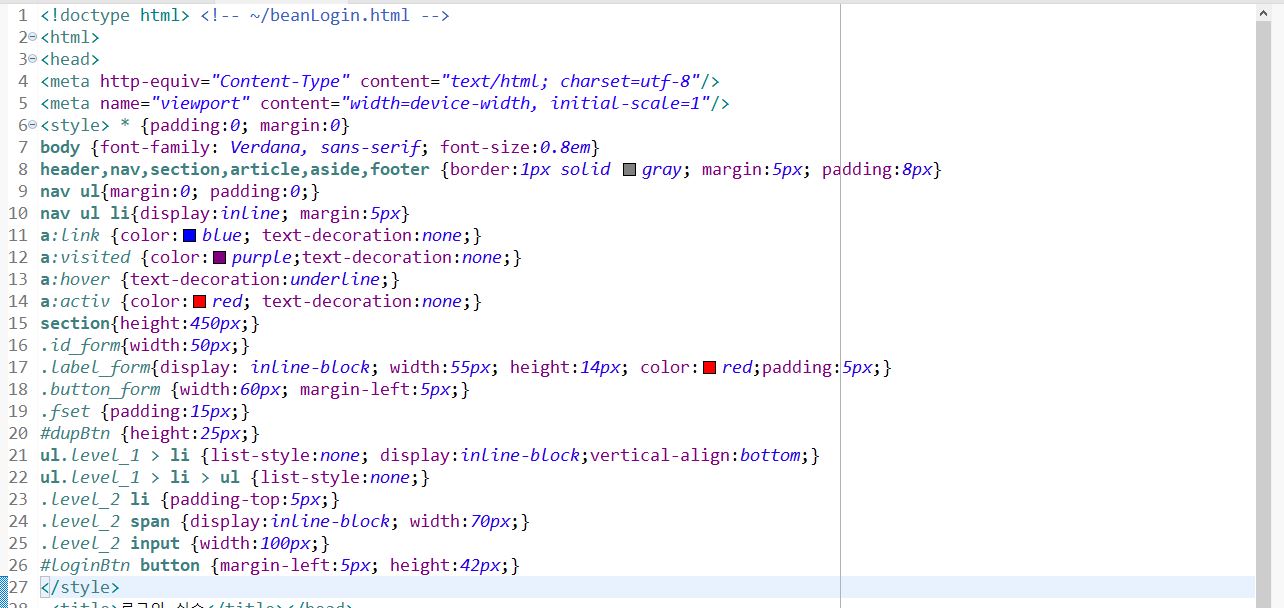 1 <!doctype html> <!-- ~/beanLogin.html -->
2 <html>
3 <head>
4 <meta http-equiv="Content-Type" content="text/html; charset=utf-8"/>
5 <meta name="viewport" content="width=device-width, initial-scale=1"/>
6 <style> * {padding:0; margin:0}
7 body {font-family: Verdana, sans-serif; font-size:0.8em}
8 header,nav,section,article,aside,footer {border:1px solid gray; margin:5px; padding:8px}
9 nav ul{margin:0; padding:0;}
10 nav ul li{display:inline; margin:5px}
11 a:link {color:blue; text-decoration:none;}
12 a:visited {color:purple;text-decoration:none;}
13 a:hover {text-decoration:underline;}
14 a:activ {color:red; text-decoration:none;}
15 section{height:450px;}
16 .id_form{width:50px;}
17 .label_form{display: inline-block; width:55px; height:14px; color:red;padding:5px;}
18 .button_form {width:60px; margin-left:5px;}
19 .fset {padding:15px;}
20 #dupBtn {height:25px;}
21 ul.level_1 > li {list-style:none; display:inline-block;vertical-align:bottom;}
22 ul.level_1 > li > ul {list-style:none;}
23 .level_2 li {padding-top:5px;}
24 .level_2 span {display:inline-block; width:70px;}
25 .level_2 input {width:100px;}
26 #loginBtn button {margin-left:5px; height:42px;}
27 </style>
28 <title></title></head>